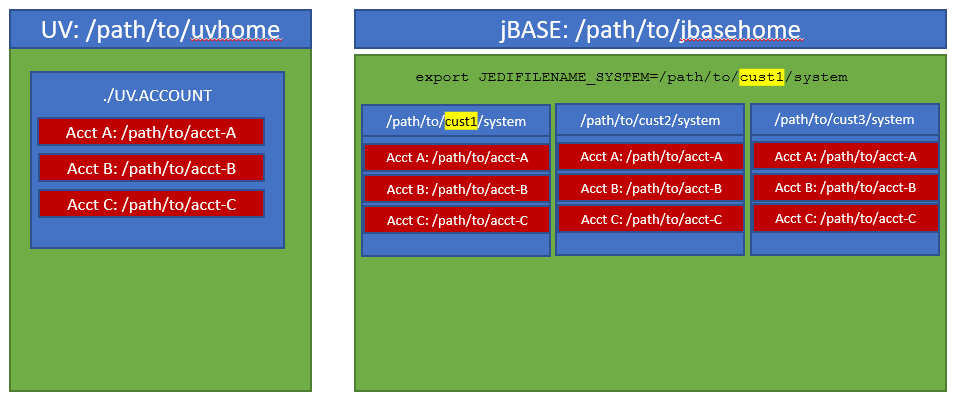 UV: /path/to/uvhome
./UV.ACCOUNT
Acct A: /path/to/acct-A
Acct B: /path/to/acct-B
Acct C: /path/to/acct-C
jBASE: /path/to/jbasehome
export JEDIFILENAME_SYSTEM=/path/to/cust1/system
/path/to/cust1/system
Acct A: /path/to/acct-A
Acct B: /path/to/acct-B
Acct C: /path/to/acct-C
/path/to/cust2/system
Acct A: /path/to/acct-A
Acct B: /path/to/acct-B
Acct C: /path/to/acct-C
/path/to/cust3/system
Acct A: /path/to/acct-A
Acct B: /path/to/acct-B
Acct C: /path/to/acct-C